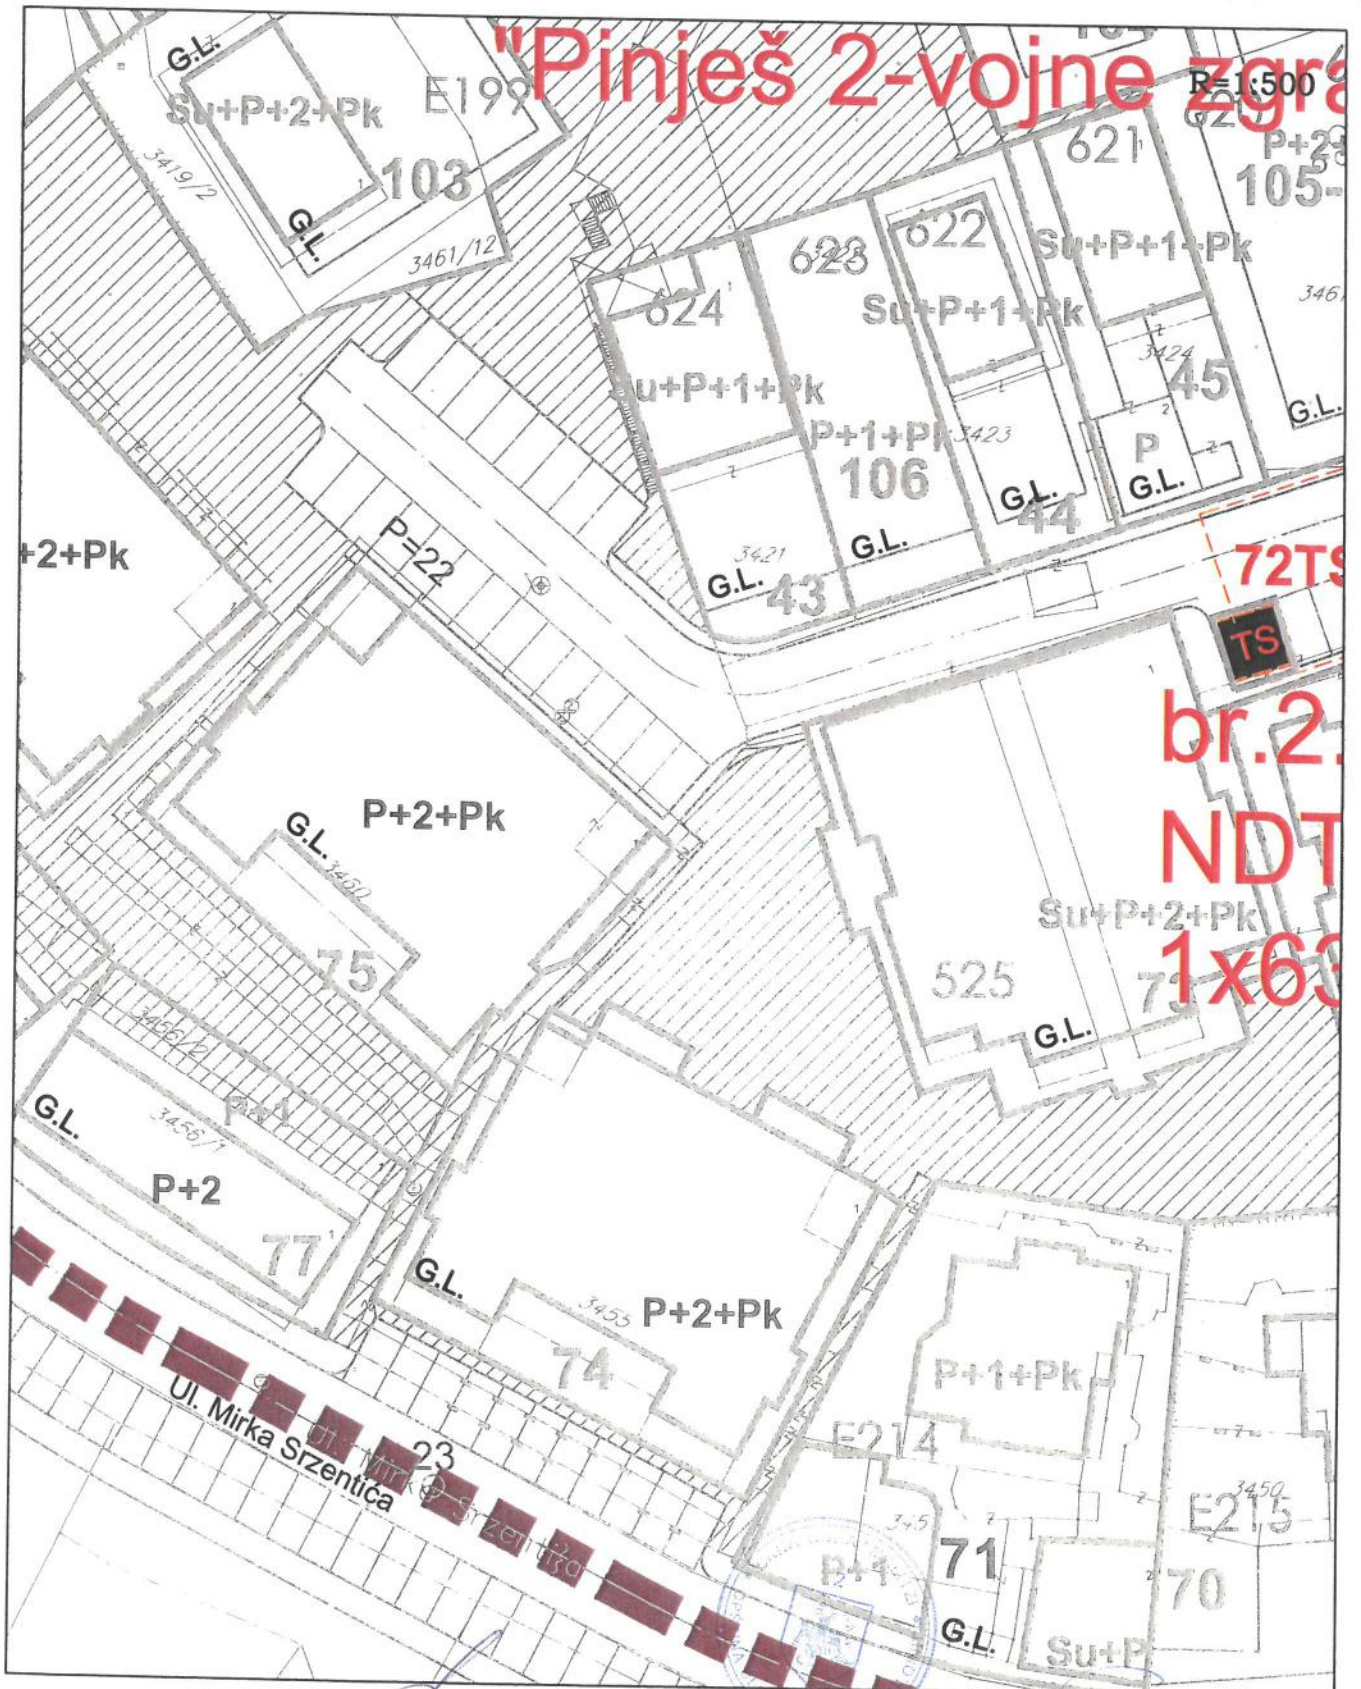 "Pinješ 2-vojne zgra
R=1:500
G.L.
Su+P+2+Pk
E199
103
3419/2
G.L.
3461/12
621
P+2+
105-
623
622
Su+P+1+Pk
624
Su+P+1+Pk
346
3424
45
u+P+1+Pk
G.L.
P+1+P
3423
P
106
G.L.
G.L.
44
P=22
+2+Pk
3421
G.L.
G.L.
43
72TS
TS
br.2.
P+2+Pk
G.L.
3460
NDT
Su+P+2+Pk
75
525
73
1x63
G.L.
3456/2
P+1
G.L.
3456/1
P+2
77
G.L.
3455
P+2+Pk
74
P+1+Pk
Ul. Mirka Srzentića
23
Ul. Mirka Srzentića
E214
3450
E215
345
71
P+1
70
G.L.
Su+P